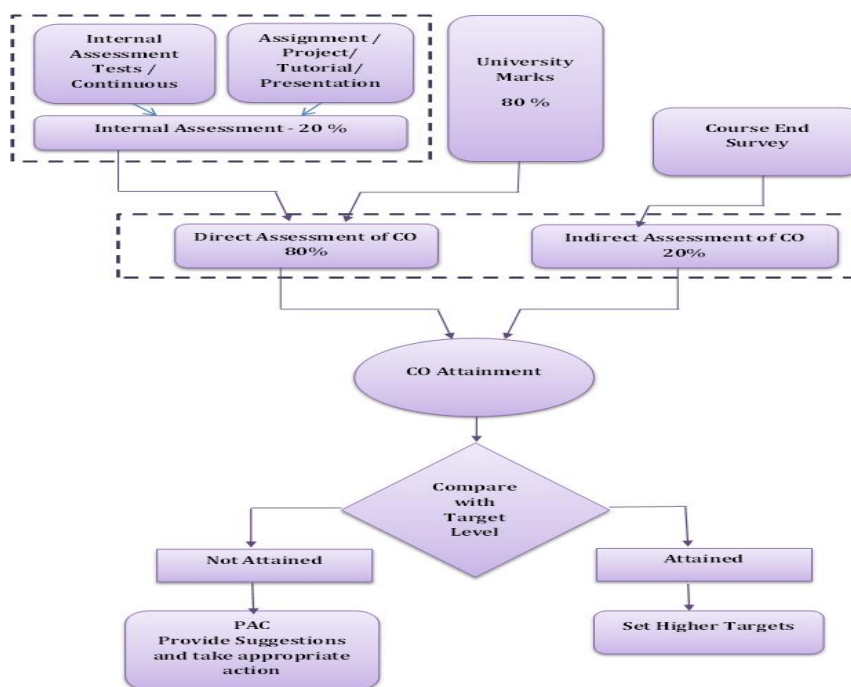 Internal
Assessment
Tests /
Continuous
Assignment /
Project/
Tutorial/
Presentation
University
Marks
80 %
Internal Assessment - 20 %
Course End
Survey
Direct Assessment of CO
80%
Indirect Assessment of CO
20%
CO Attainment
Compare
with
Target
Level
Not Attained
Attained
PAC
Provide Suggestions
and take appropriate
action
Set Higher Targets